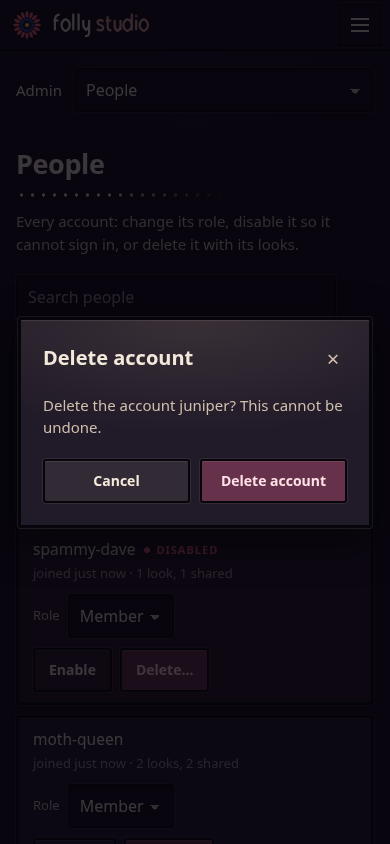 folly studio
Admin
People
People
Every account: change its role, disable it so it
cannot sign in, or delete it with its looks.
Search people
Delete account
×
Delete the account juniper? This cannot be
undone.
Cancel
Delete account
spammy-dave
DISABLED
joined just now · 1 look, 1 shared
Role
Member
Enable
Delete...
moth-queen
joined just now · 2 looks, 2 shared
Role
Member